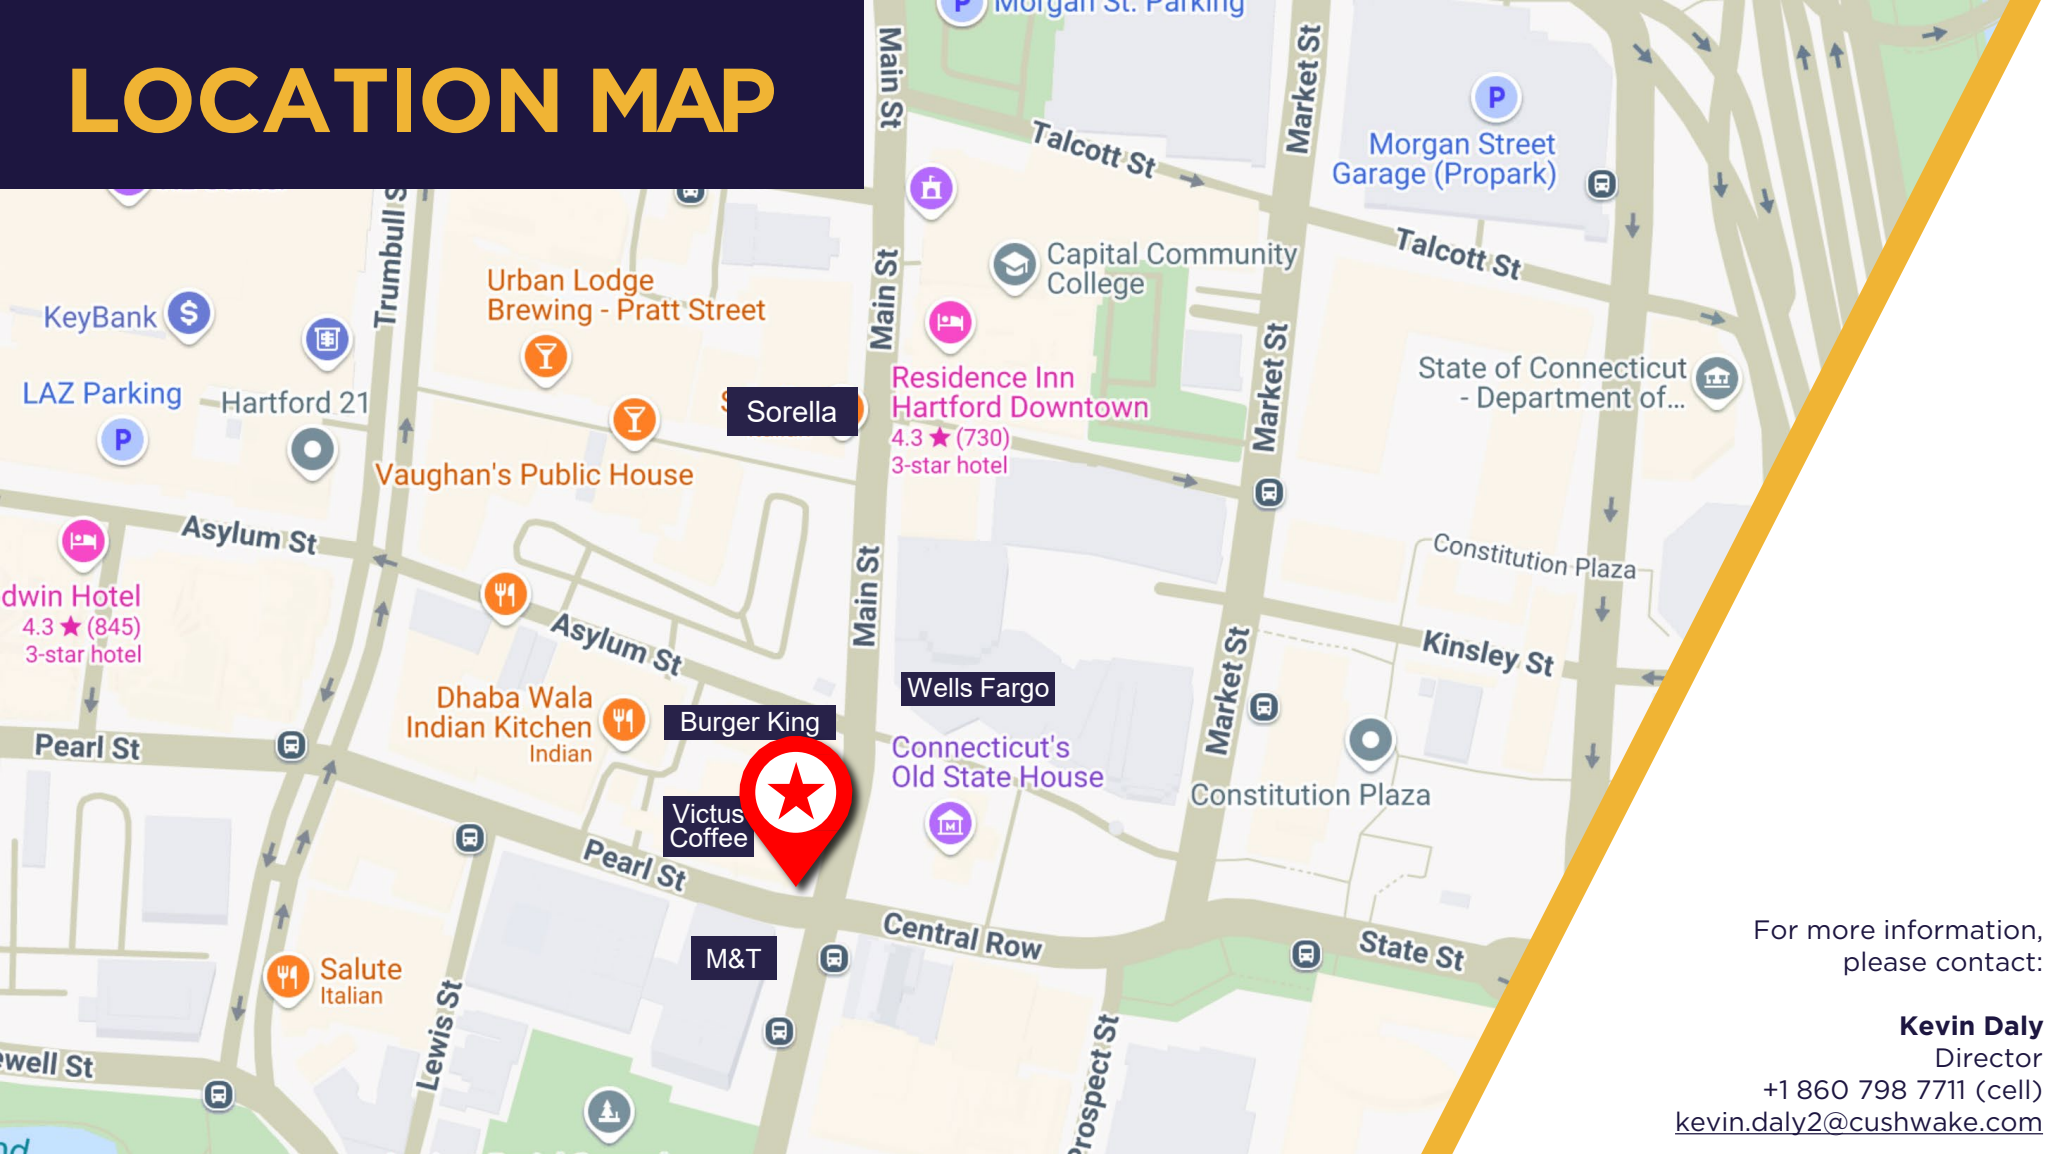 LOCATION MAP
Morgan St. Parking
P
Main St
Market St
Talcott St
P
Morgan Street
Garage (Propark)
Talcott St
Trumbull S
Urban Lodge
Brewing - Pratt Street
Main St
Capital Community
College
KeyBank
$
LAZ Parking
P
Hartford 21
Sorella
Residence Inn
Hartford Downtown
4.3 ★ (730)
3-star hotel
Market St
State of Connecticut
- Department of...
Vaughan's Public House
Asylum St
dwin Hotel
4.3 ★ (845)
3-star hotel
Main St
Constitution Plaza
Asylum St
Kinsley St
Market St
Wells Fargo
Dhaba Wala
Indian Kitchen
Indian
Burger King
Pearl St
Connecticut's
Old State House
M
Constitution Plaza
Victus
Coffee
Pearl St
Central Row
State St
M&T
Salute
Italian
Lewis St
Prospect St
ewell St
nd
For more information,
please contact:
Kevin Daly
Director
+1 860 798 7711 (cell)
kevin.daly2@cushwake.com